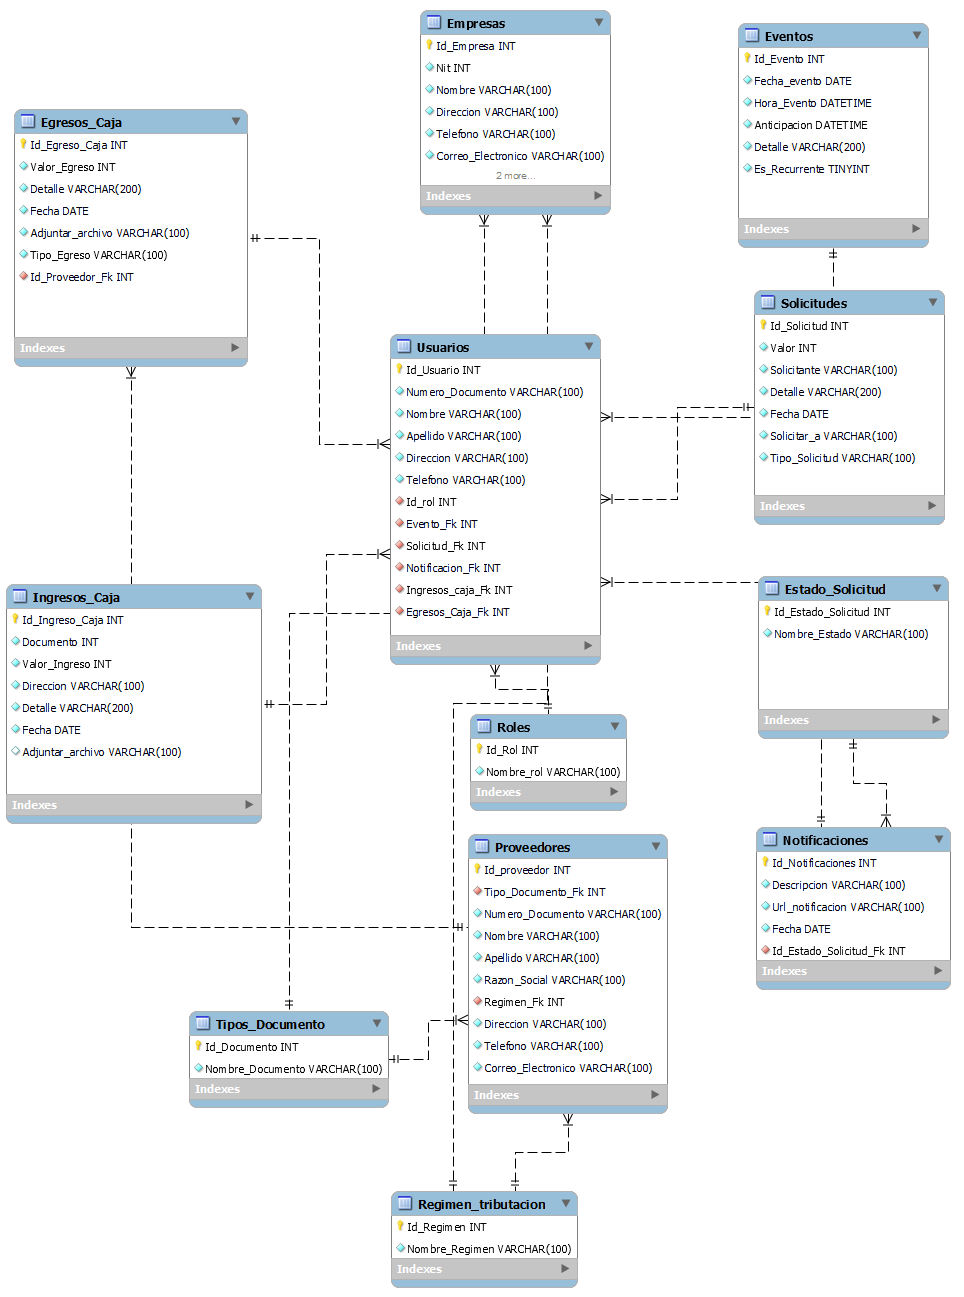 Empresas
Id_Empresa INT
Nit INT
Nombre VARCHAR(100)
Direccion VARCHAR(100)
Telefono VARCHAR(100)
Correo_Electronico VARCHAR(100)
2 more...
Indexes
Eventos
Id_Evento INT
Fecha_evento DATE
Hora_Evento DATETIME
Anticipacion DATETIME
Detalle VARCHAR(200)
Es_Recurrente TINYINT
Indexes
Egresos_Caja
Id_Egreso_Caja INT
Valor_Egreso INT
Detalle VARCHAR(200)
Fecha DATE
Adjuntar_archivo VARCHAR(100)
Tipo_Egreso VARCHAR(100)
Id_Proveedor_Fk INT
Indexes
Solicitudes
Id_Solicitud INT
Valor INT
Solicitante VARCHAR(100)
Detalle VARCHAR(200)
Fecha DATE
Solicitar_a VARCHAR(100)
Tipo_Solicitud VARCHAR(100)
Indexes
Usuarios
Id_Usuario INT
Numero_Documento VARCHAR(100)
Nombre VARCHAR(100)
Apellido VARCHAR(100)
Direccion VARCHAR(100)
Telefono VARCHAR(100)
Id_rol INT
Evento_Fk INT
Solicitud_Fk INT
Notificacion_Fk INT
Ingresos_caja_Fk INT
Egresos_Caja_Fk INT
Indexes
Ingresos_Caja
Id_Ingreso_Caja INT
Documento INT
Valor_Ingreso INT
Direccion VARCHAR(100)
Detalle VARCHAR(200)
Fecha DATE
Adjuntar_archivo VARCHAR(100)
Indexes
Estado_Solicitud
Id_Estado_Solicitud INT
Nombre_Estado VARCHAR(100)
Indexes
Roles
Id_Rol INT
Nombre_rol VARCHAR(100)
Indexes
Notificaciones
Id_Notificaciones INT
Descripcion VARCHAR(100)
Url_notificacion VARCHAR(100)
Fecha DATE
Id_Estado_Solicitud_Fk INT
Indexes
Proveedores
Id_proveedor INT
Tipo_Documento_Fk INT
Numero_Documento VARCHAR(100)
Nombre VARCHAR(100)
Apellido VARCHAR(100)
Razon_Social VARCHAR(100)
Regimen_Fk INT
Direccion VARCHAR(100)
Telefono VARCHAR(100)
Correo_Electronico VARCHAR(100)
Indexes
Tipos_Documento
Id_Documento INT
Nombre_Documento VARCHAR(100)
Indexes
Regimen_tributacion
Id_Regimen INT
Nombre_Regimen VARCHAR(100)
Indexes